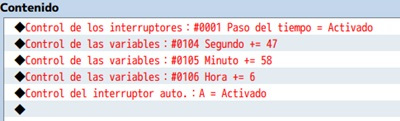 Contenido
◆Control de los interruptores：#0001 Paso del tiempo = Activado
◆Control de las variables：#0104 Segundo += 47
◆Control de las variables：#0105 Minuto += 58
◆Control de las variables：#0106 Hora += 6
◆Control del interruptor auto.：A = Activado
◆